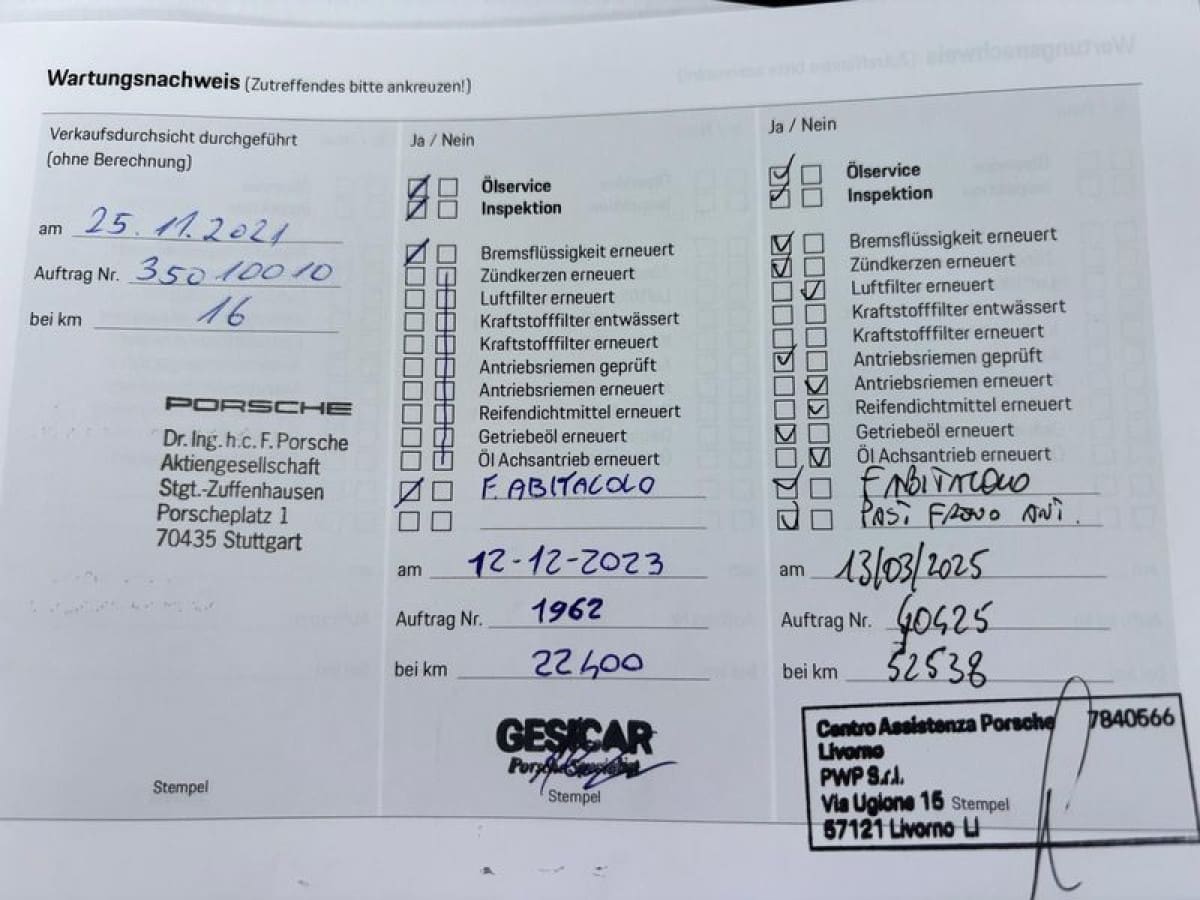 Wartungsnachweis (Zutreffendes bitte ankreuzen!)
Verkaufsdurchsicht durchgeführt
(ohne Berechnung)
am 25.11.2021
Auftrag Nr. 35010010
bei km 16
PORSCHE
Dr. Ing. h.c. F. Porsche
Aktiengesellschaft
Stgt.-Zuffenhausen
Porscheplatz 1
70435 Stuttgart
Stempel
Ja / Nein
Ölservice
Inspektion
Bremsflüssigkeit erneuert
Zündkerzen erneuert
Luftfilter erneuert
Kraftstofffilter entwässert
Kraftstofffilter erneuert
Antriebsriemen geprüft
Antriebsriemen erneuert
Reifendichtmittel erneuert
Getriebeöl erneuert
Öl Achsantrieb erneuert
F. ABITACOLO
am 12-12-2023
Auftrag Nr. 1962
bei km 22400
GESICAR
Stempel
Ja / Nein
Ölservice
Inspektion
Bremsflüssigkeit erneuert
Zündkerzen erneuert
Luftfilter erneuert
Kraftstofffilter entwässert
Kraftstofffilter erneuert
Antriebsriemen geprüft
Antriebsriemen erneuert
Reifendichtmittel erneuert
Getriebeöl erneuert
Öl Achsantrieb erneuert
F ABITACOLO
PAST ANT.
am 13/03/2025
Auftrag Nr. 40425
bei km 52538
Centro Assistenza Porsche 7840566
Livorno
PWP S.r.l.
Via Ugione 15 Stempel
57121 Livorno LI